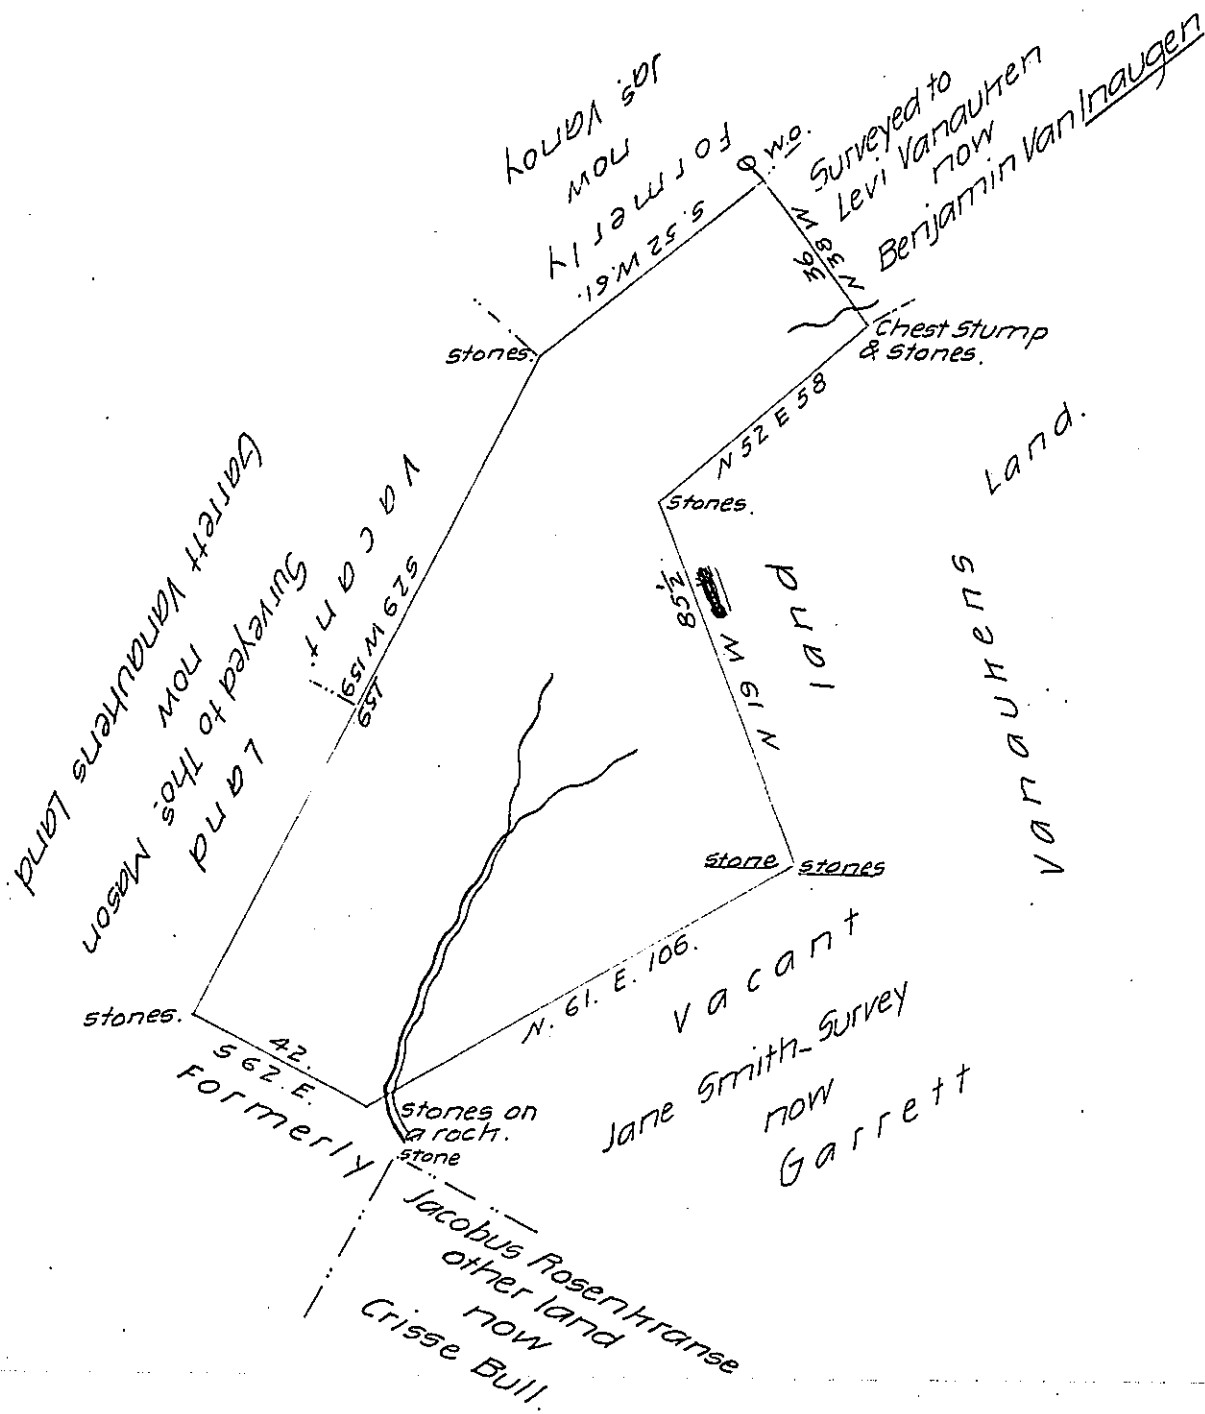 Formerly
now
Jas Vanoy
S. 52 W. 61.
W.O.
Surveyed to
Levi Vanauken
now
Benjamin Van Inaugen
N 38 W
36
Chest Stump
& Stones.
N 52 E 58
stones.
stones.
85½
N 19 W
Vacant
land
S 29 W 159
159
Vacant
Land
Surveyed to Thos. Mason
now
Garrett Vanaukens Land
stone
stones
N. 61. E. 106.
Jane Smith-Survey
now
Garrett
Vanaukens
Land.
stones.
42.
S 62. E.
stones on
a rock.
stone
Formerly
Jacobus Rosenkranse
other land
now
Crisse Bull.